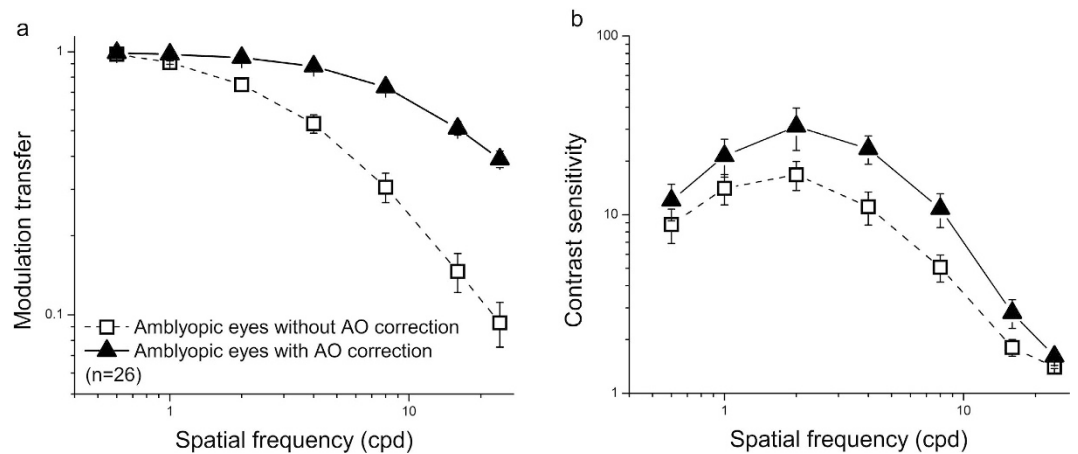 a
1
0.1
Modulation transfer
Amblyopic eyes without AO correction
Amblyopic eyes with AO correction
(n=26)
1
10
Spatial frequency (cpd)
b
100
10
1
Contrast sensitivity
1
10
Spatial frequency (cpd)